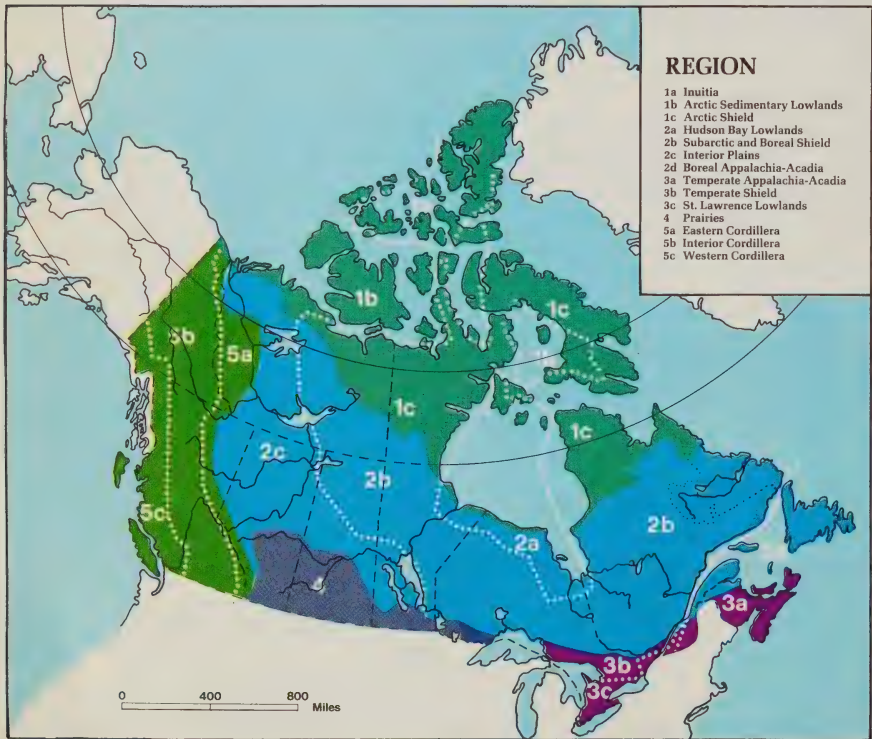 REGION
1a Inuitia
1b Arctic Sedimentary Lowlands
1c Arctic Shield
2a Hudson Bay Lowlands
2b Subarctic and Boreal Shield
2c Interior Plains
2d Boreal Appalachia-Acadia
3a Temperate Appalachia-Acadia
3b Temperate Shield
3c St. Lawrence Lowlands
4 Prairies
5a Eastern Cordillera
5b Interior Cordillera
5c Western Cordillera
1b
1c
5b
5a
1c
1c
2c
2b
2b
5c
2a
4
3a
3b
3c
0 400 800
Miles